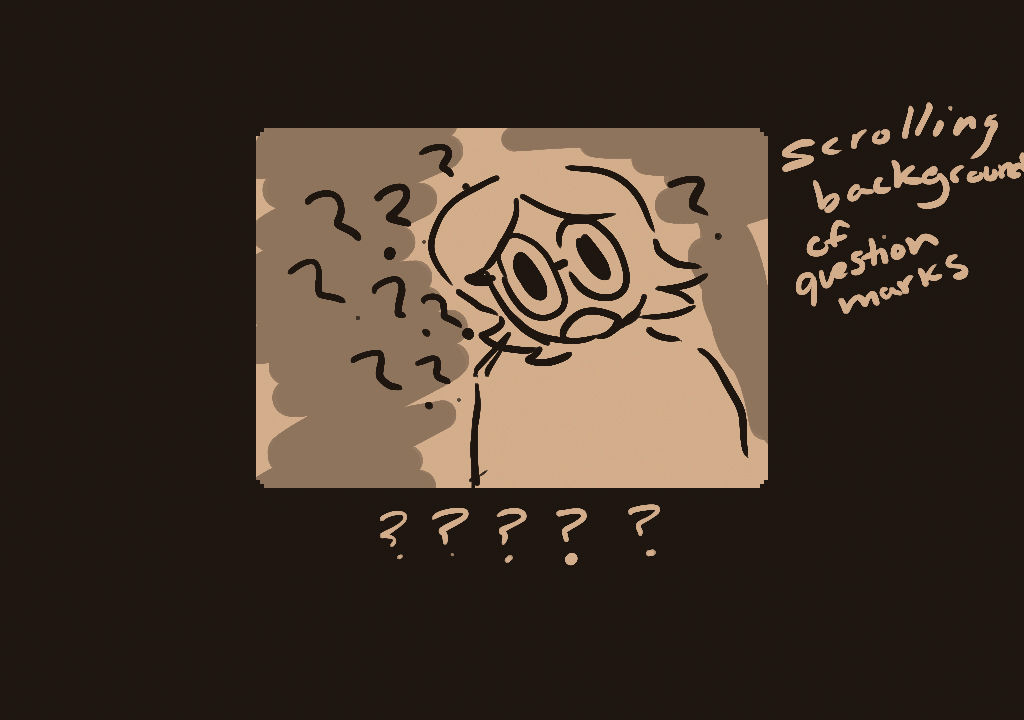 Scrolling
background
of
question
marks
? ? ? ? ? ? ? ? ?
? ? ? ? ?